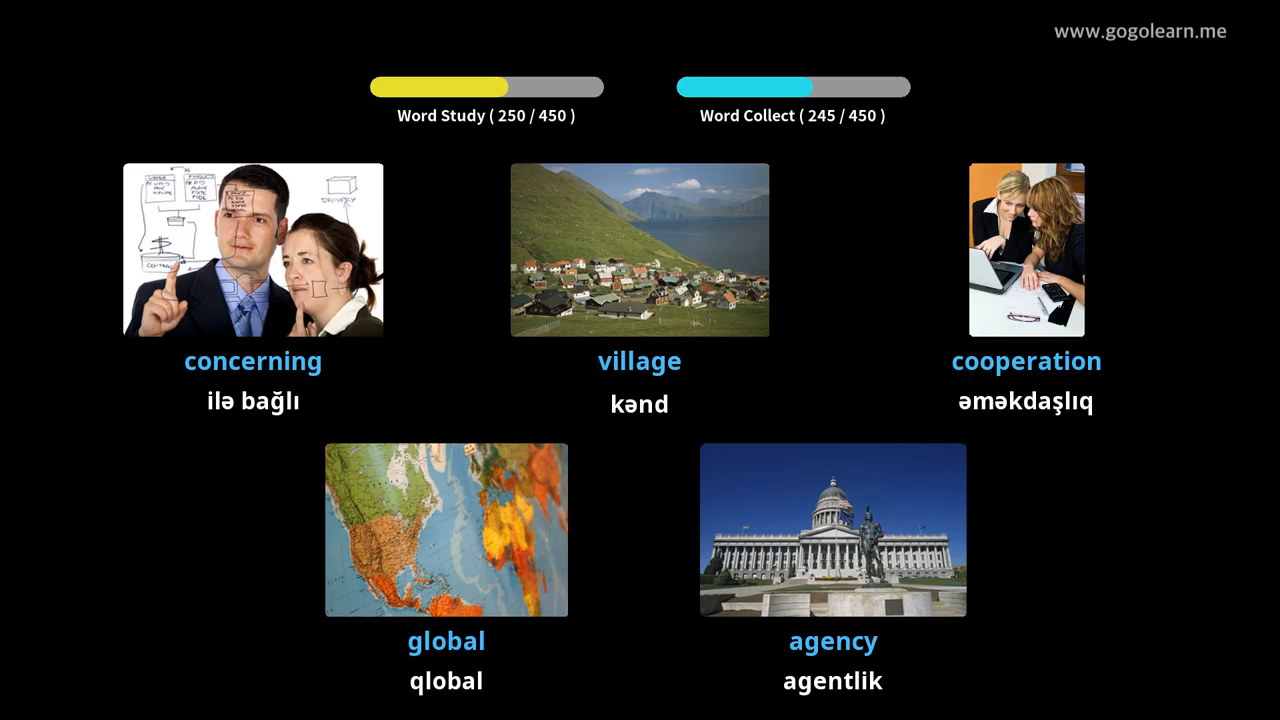 www.gogolearn.me
Word Study ( 250 / 450 )
Word Collect ( 245 / 450 )
concerning
village
cooperation
ilə bağlı
kənd
əməkdaşlıq
global
agency
qlobal
agentlik